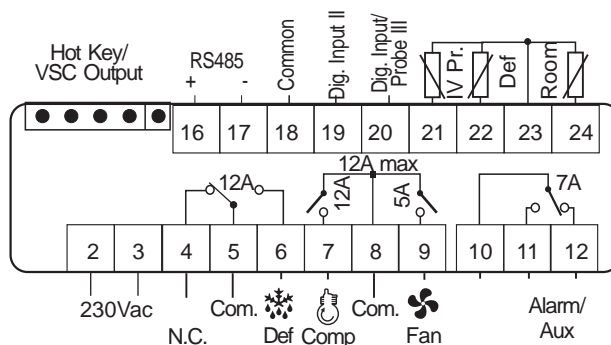 Hot Key/
VSC Output
RS485
+ -
Common
Dig. Input II
Dig. Input/
Probe III
IV Pr.
Def
Room
16 17 18 19 20 21 22 23 24
12A max
12A
12A
5A
7A
2 3 4 5 6 7 8 9 10 11 12
230Vac
N.C.
Com.
Def
Comp
Com.
Fan
Alarm/
Aux